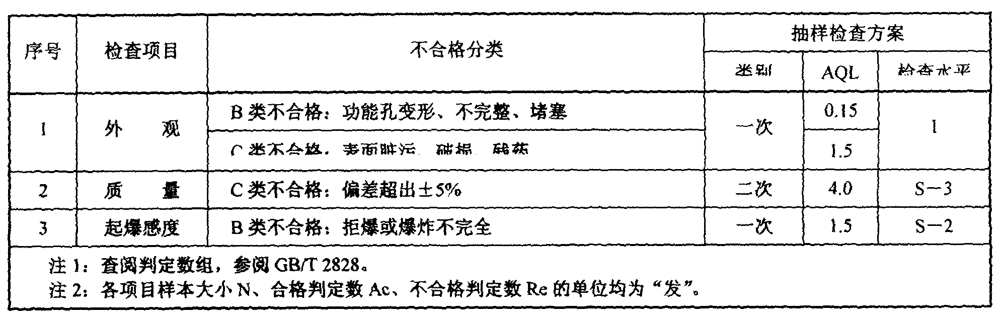 序号 检查项目 不合格分类 抽样检查方案
类别 AQL 检查水平
1 外 观 B 类不合格：功能孔变形、不完整、堵塞 一次 0.15 I
C 类不合格：表面脏污、破损、残药 1.5
2 质 量 C 类不合格：偏差超出±5% 二次 4.0 S－3
3 起爆感度 B 类不合格：拒爆或爆炸不完全 一次 1.5 S－2
注 1：查阅判定数组，参阅 GB/T 2828。
注 2：各项目样本大小 N、合格判定数 Ac、不合格判定数 Re 的单位均为“发”。